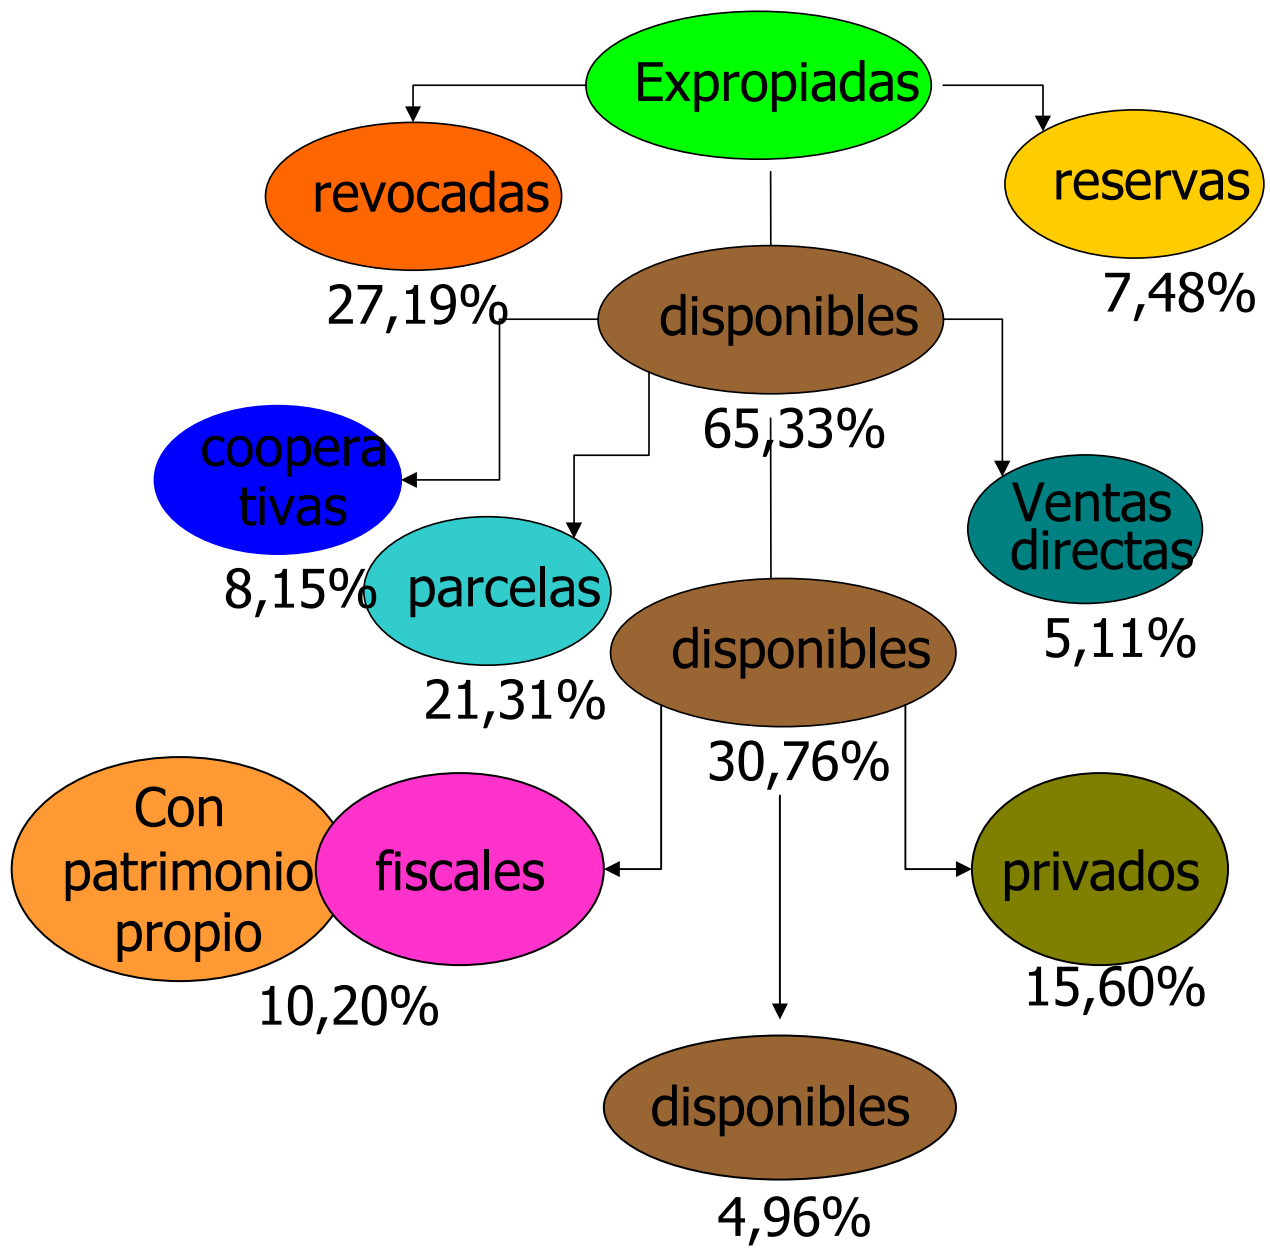 Expropiadas
revocadas
reservas
27,19%
7,48%
disponibles
65,33%
coopera
tivas
8,15%
parcelas
21,31%
Ventas
directas
5,11%
disponibles
30,76%
Con
patrimonio
propio
fiscales
10,20%
privados
15,60%
disponibles
4,96%